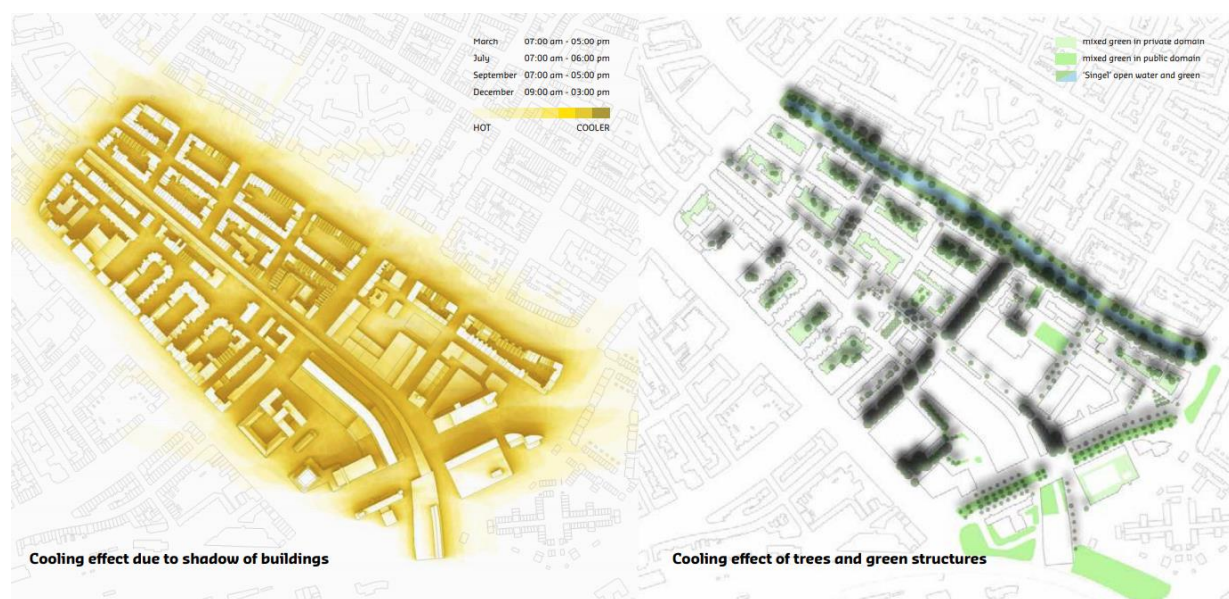 March 07:00 am - 05:00 pm
July 07:00 am - 06:00 pm
September 07:00 am - 05:00 pm
December 09:00 am - 03:00 pm
HOT COOLER
Cooling effect due to shadow of buildings
mixed green in private domain
mixed green in public domain
'Singel' open water and green
Cooling effect of trees and green structures